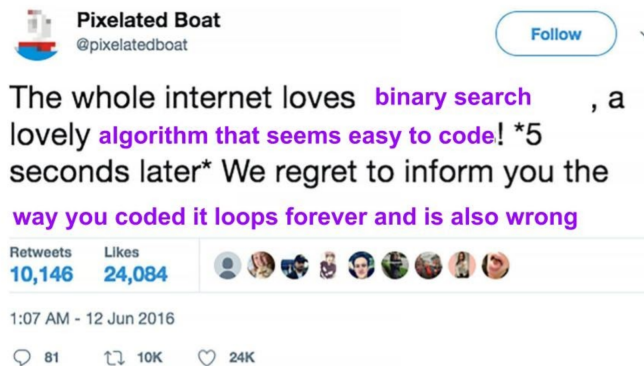 Pixelated Boat
@pixelatedboat
Follow
The whole internet loves binary search , a
lovely algorithm that seems easy to code! *5
seconds later* We regret to inform you the
way you coded it loops forever and is also wrong
Retweets Likes
10,146 24,084
1:07 AM - 12 Jun 2016
81 10K 24K